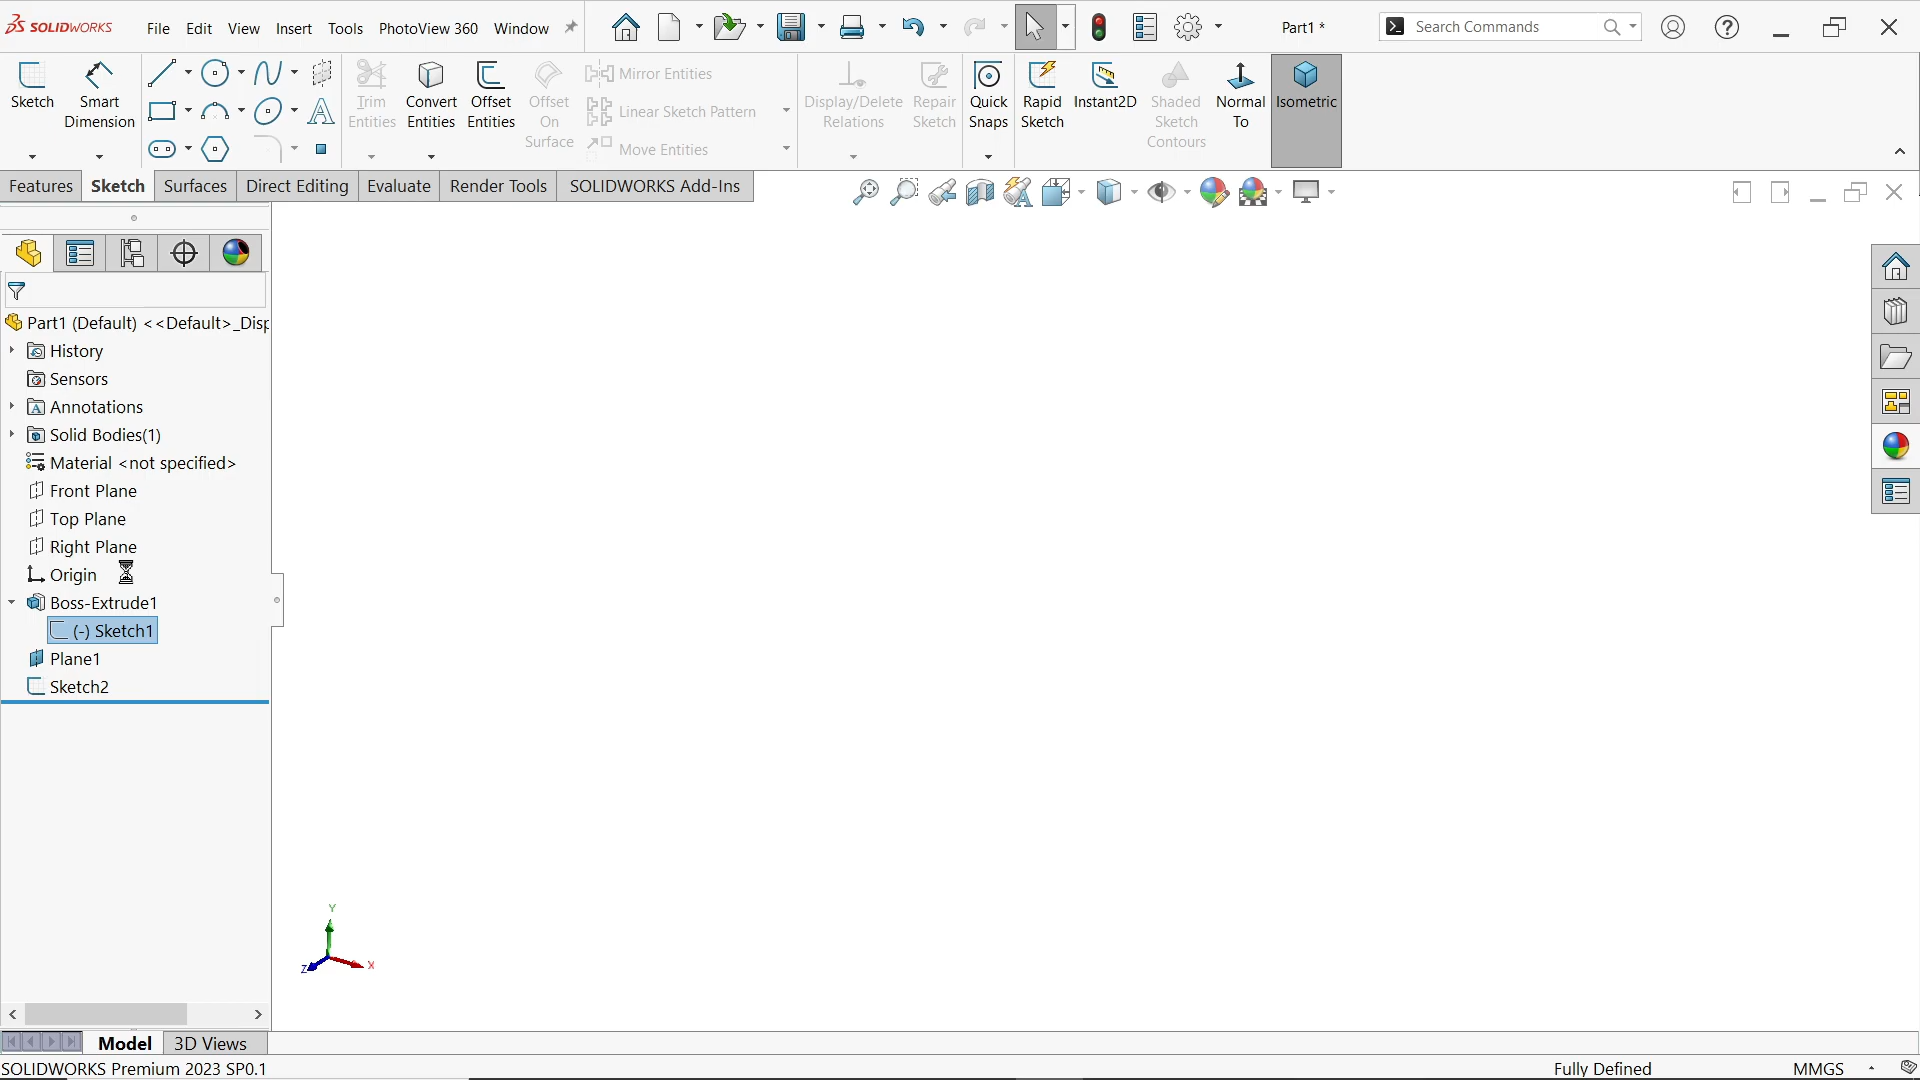 SOLIDWORKS
File Edit View Insert Tools PhotoView 360 Window
Part1 *
Search Commands
Sketch
Smart Dimension
Trim Entities
Convert Entities
Offset Entities
Offset On Surface
Mirror Entities
Linear Sketch Pattern
Move Entities
Display/Delete Relations
Repair Sketch
Quick Snaps
Rapid Sketch
Instant2D
Shaded Sketch Contours
Normal To
Isometric
Features Sketch Surfaces Direct Editing Evaluate Render Tools SOLIDWORKS Add-Ins
Part1 (Default) <<Default>_Disp
History
Sensors
Annotations
Solid Bodies(1)
Material <not specified>
Front Plane
Top Plane
Right Plane
Origin
Boss-Extrude1
(-) Sketch1
Plane1
Sketch2
Y
X
Z
Model 3D Views
SOLIDWORKS Premium 2023 SP0.1
Fully Defined
MMGS